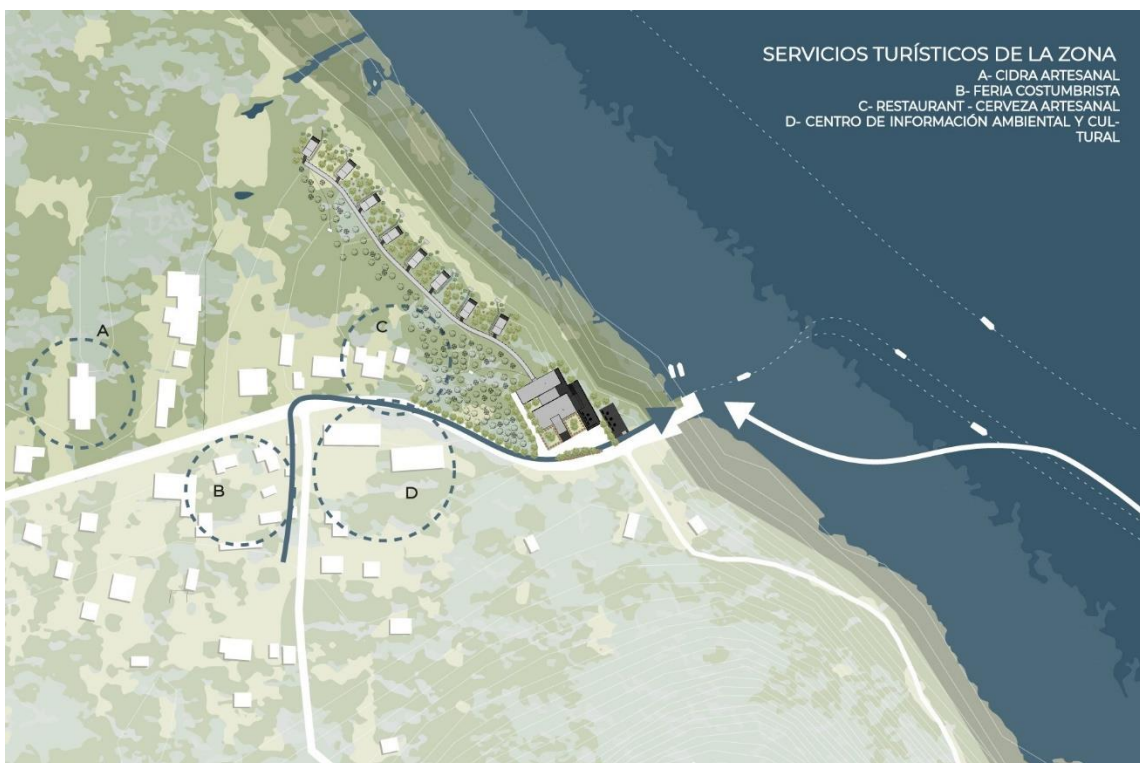 SERVICIOS TURÍSTICOS DE LA ZONA
A- CIDRA ARTESANAL
B- FERIA COSTUMBRISTA
C- RESTAURANT - CERVEZA ARTESANAL
D- CENTRO DE INFORMACIÓN AMBIENTAL Y CUL-
TURAL
A
C
B
D